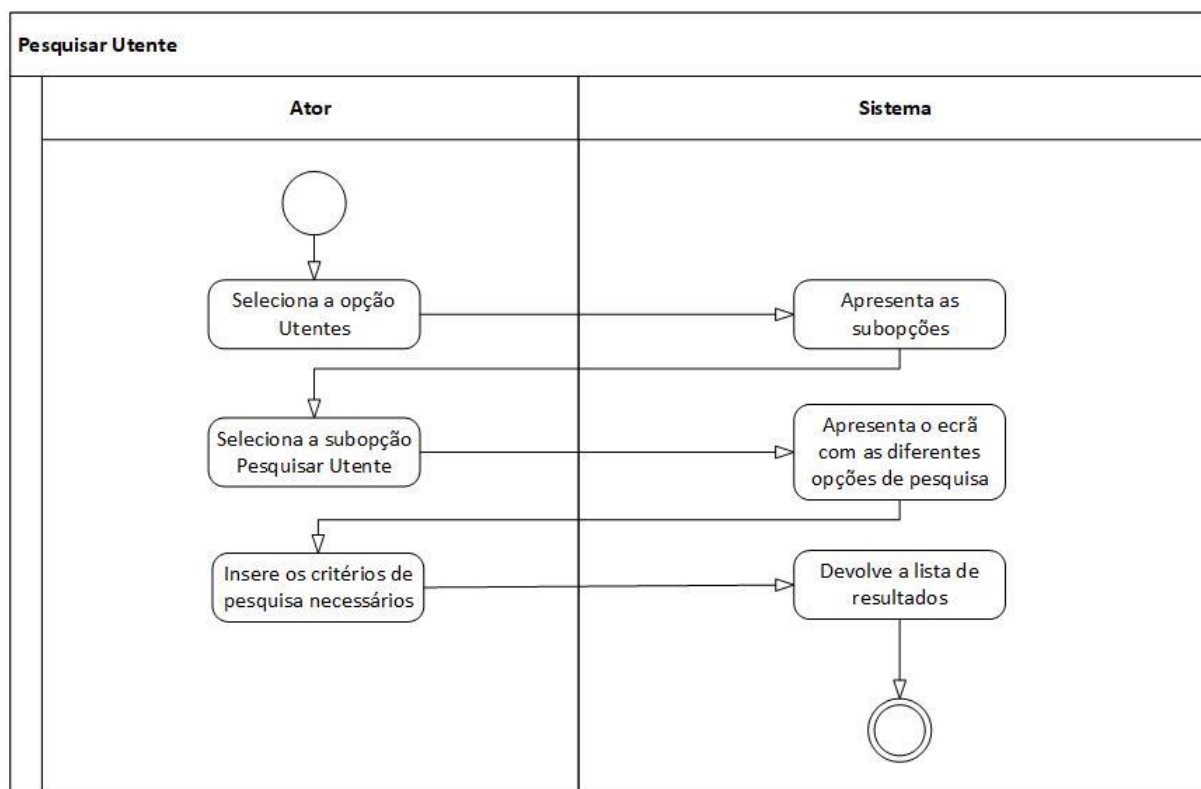 Pesquisar Utente
Ator
Sistema
Seleciona a opção
Utentes
Apresenta as
subopções
Seleciona a subopção
Pesquisar Utente
Apresenta o ecrã
com as diferentes
opções de pesquisa
Insere os critérios de
pesquisa necessários
Devolve a lista de
resultados